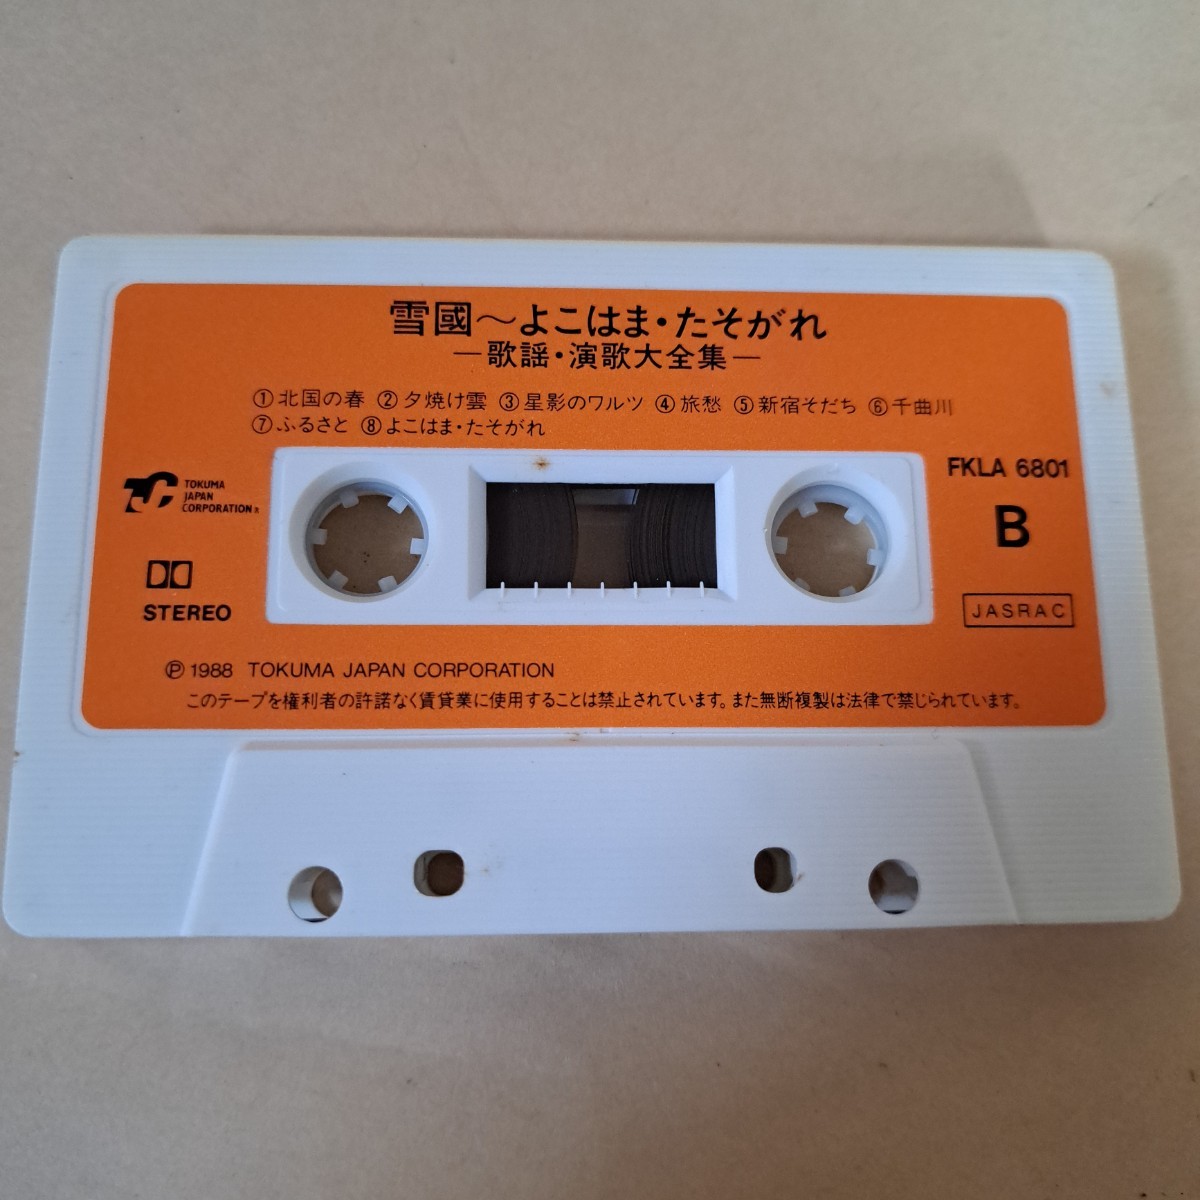 雪國〜よこはま・たそがれ
―歌謡・演歌大全集―
①北国の春 ②夕焼け雲 ③星影のワルツ ④旅愁 ⑤新宿そだち ⑥千曲川
⑦ふるさと ⑧よこはま・たそがれ
TOKUMA
JAPAN
CORPORATION®
FKLA 6801
B
STEREO
JASRAC
Ⓟ 1988 TOKUMA JAPAN CORPORATION
このテープを権利者の許諾なく賃貸業に使用することは禁止されています。また無断複製は法律で禁じられています。